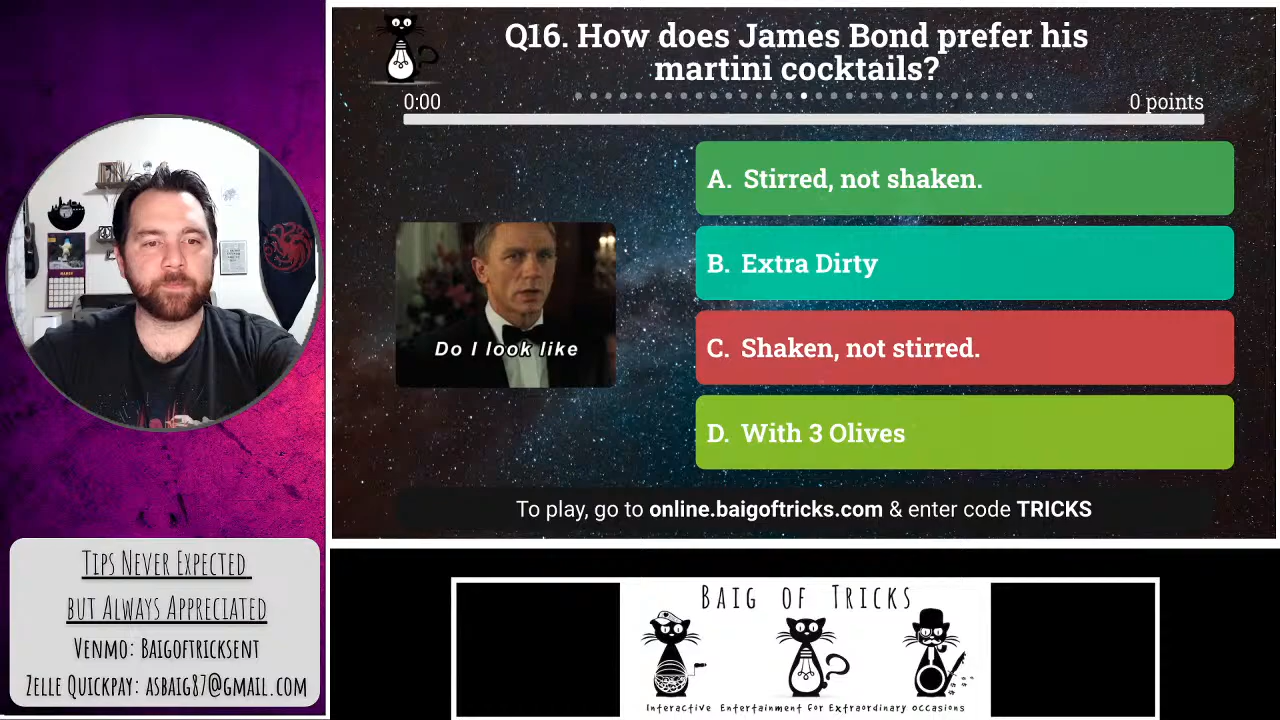 Q16. How does James Bond prefer his
martini cocktails?
0:00
0 points
A. Stirred, not shaken.
B. Extra Dirty
C. Shaken, not stirred.
D. With 3 Olives
Do I look like
To play, go to online.baigoftricks.com & enter code TRICKS
Tips Never Expected
but Always Appreciated
Venmo: Baigoftricksent
Zelle Quickpay: asbaig87@gmail.com
Baig of Tricks
Interactive Entertainment for Extraordinary Occasions